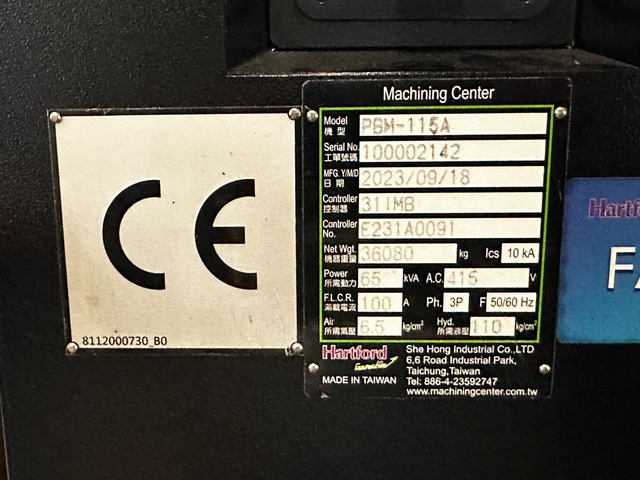 Machining Center
Model PBM-115A
機 型
Serial No. 100002142
工單號碼
MFG. Y/M/D 2023/09/18
日 期
Controller 31IMB
控制器
Controller No. E231A0091
Net Wgt. 36080 kg Ics 10 kA
機器重量
Power 65 kVA A.C. 415 V
所需動力
F.L.C.R. 100 A Ph. 3P F 50/60 Hz
滿載電流
Air 6.5 kg/cm² Hyd. 110 kg/cm²
所需氣壓 所需液壓
Hartford
She Hong Industrial Co.,LTD
6,6 Road Industrial Park,
Taichung,Taiwan
MADE IN TAIWAN Tel: 886-4-23592747
www.machiningcenter.com.tw
CE
8112000730_B0
Hartford
FA